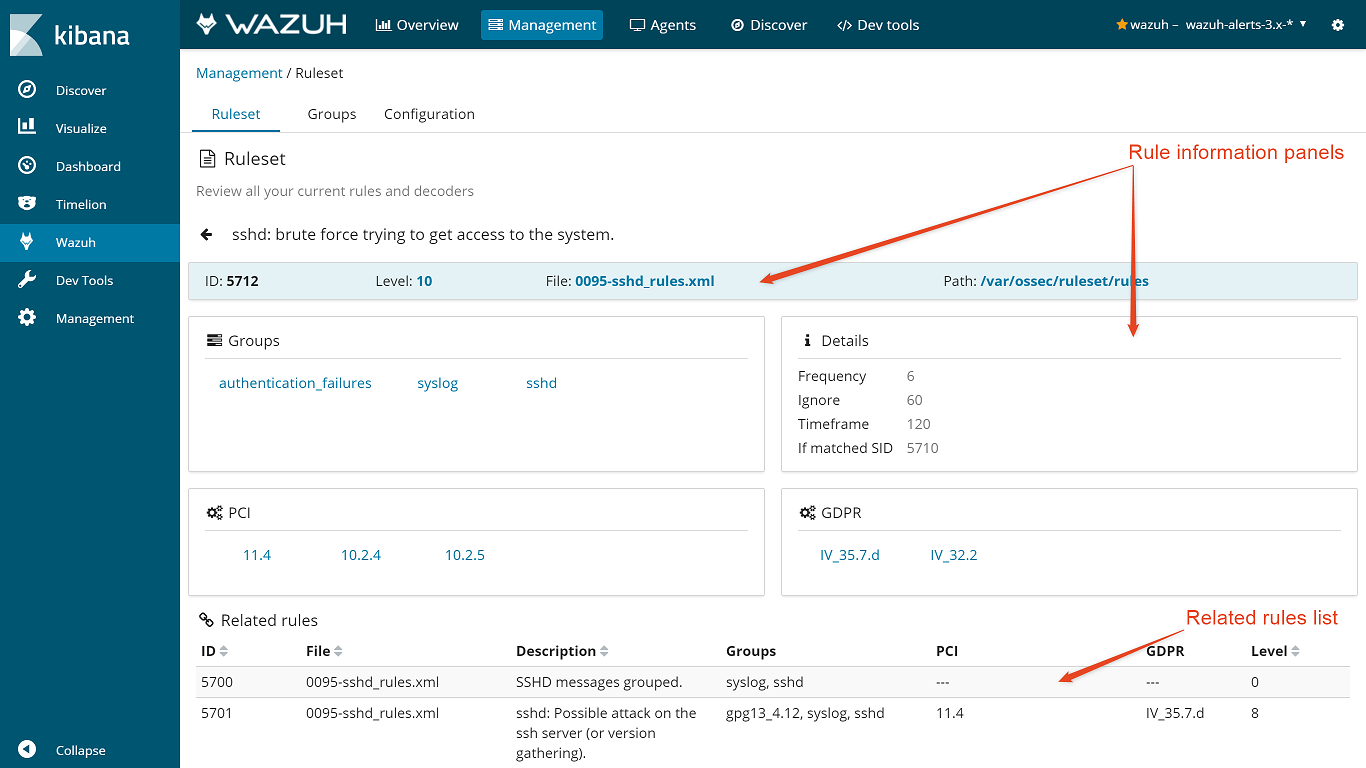 kibana
Discover
Visualize
Dashboard
Timelion
Wazuh
Dev Tools
Management
Collapse
WAZUH Overview Management Agents Discover </> Dev tools wazuh – wazuh-alerts-3.x-*
Management / Ruleset
Ruleset Groups Configuration
Rule information panels
Ruleset
Review all your current rules and decoders
sshd: brute force trying to get access to the system.
ID: 5712 Level: 10 File: 0095-sshd_rules.xml Path: /var/ossec/ruleset/rules
Groups
authentication_failures syslog sshd
Details
Frequency 6
Ignore 60
Timeframe 120
If matched SID 5710
PCI
11.4 10.2.4 10.2.5
GDPR
IV_35.7.d IV_32.2
Related rules
Related rules list
ID File Description Groups PCI GDPR Level
5700 0095-sshd_rules.xml SSHD messages grouped. syslog, sshd --- --- 0
5701 0095-sshd_rules.xml sshd: Possible attack on the gpg13_4.12, syslog, sshd 11.4 IV_35.7.d 8
ssh server (or version
gathering).